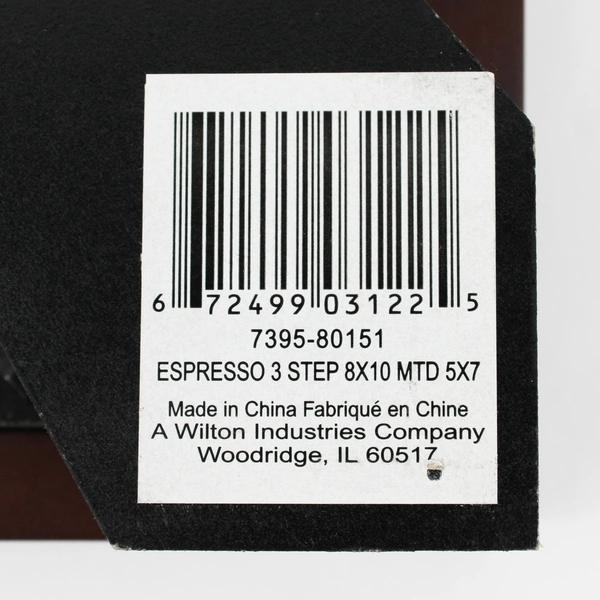 6 72499 03122 5
7395-80151
ESPRESSO 3 STEP 8X10 MTD 5X7
Made in China Fabriqué en Chine
A Wilton Industries Company
Woodridge, IL 60517